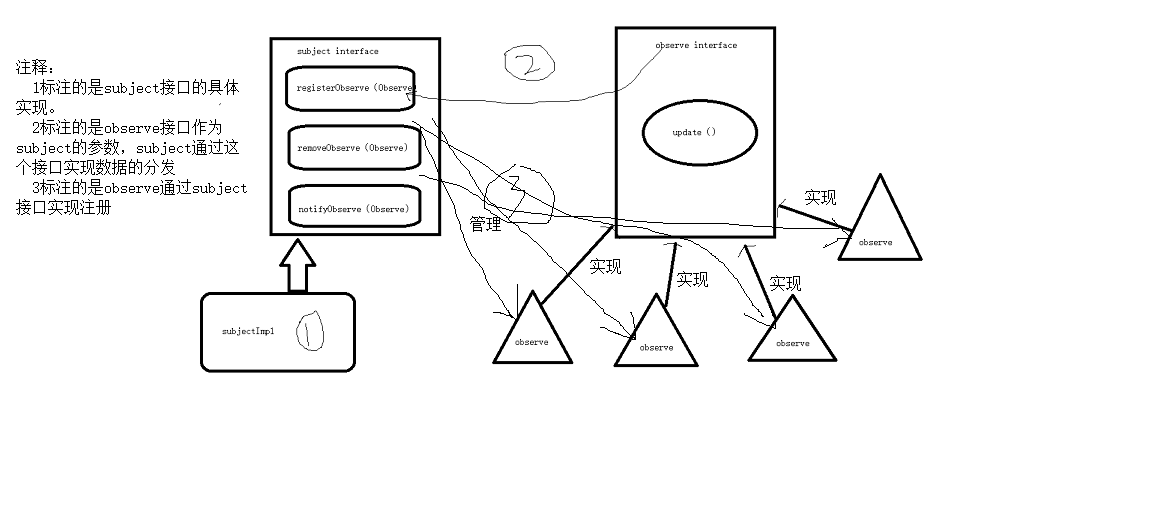 注释：
1标注的是subject接口的具体
实现。
2标注的是observe接口作为
subject的参数，subject通过这
个接口实现数据的分发
3标注的是observe通过subject
接口实现注册
subject interface
registerObserve（Observe
removeObserve（Observe）
notifyObserve（Observe）
2
observe interface
update（）
3
管理
实现
实现
实现
实现
observe
observe
observe
observe
subjectImpl
1